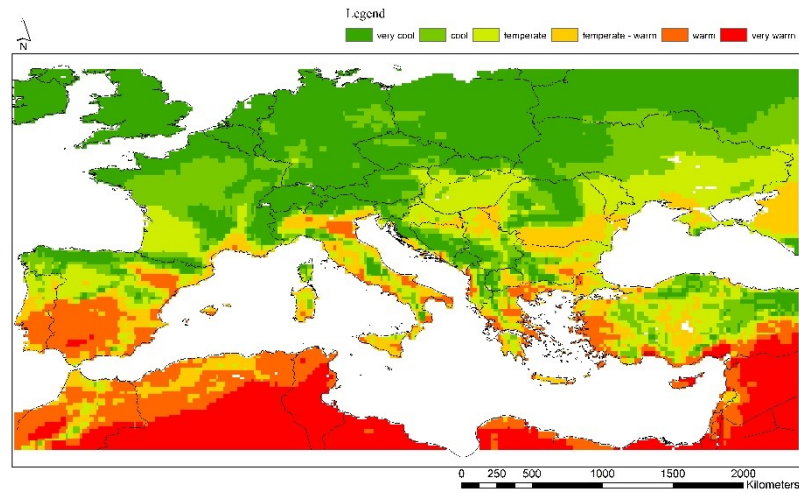 Legend
N
very cool cool temperate temperate - warm warm very warm
0 250 500 1000 1500 2000
Kilometers